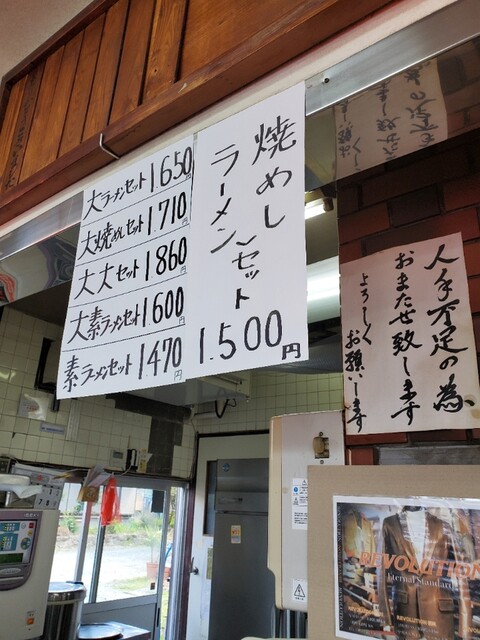 焼めし
ラーメンセット
1.500円
大ラーメンセット 1.650円
大焼めしセット 1.710円
大大セット 1860円
大素ラーメンセット 1.600円
素ラーメンセット 1.470円
人手不足の為
おまたせ致します
よろしく
お願いします
REVOLUTION
Eternal Standard